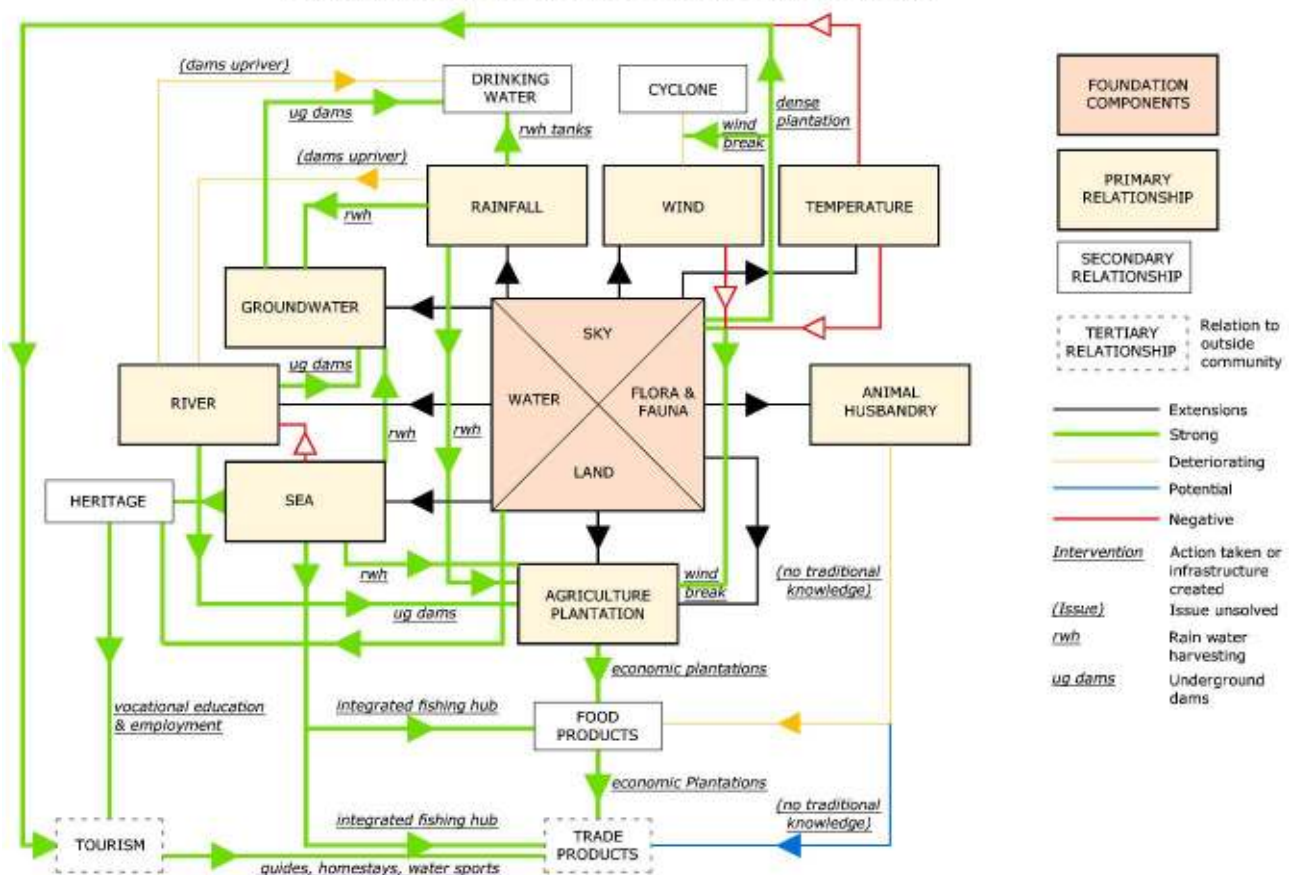 (dams upriver)
DRINKING
WATER
CYCLONE
FOUNDATION
COMPONENTS
ug dams
rwh tanks
wind
break
dense
plantation
(dams upriver)
RAINFALL
WIND
TEMPERATURE
PRIMARY
RELATIONSHIP
rwh
SECONDARY
RELATIONSHIP
GROUNDWATER
SKY
TERTIARY
RELATIONSHIP
Relation to
outside
community
ug dams
RIVER
WATER
FLORA &
FAUNA
ANIMAL
HUSBANDRY
Extensions
rwh
rwh
Strong
Deteriorating
LAND
HERITAGE
SEA
Potential
Negative
Intervention
Action taken or
infrastructure
created
rwh
wind
break
(no traditional
knowledge)
AGRICULTURE
PLANTATION
ug dams
(Issue)
Issue unsolved
rwh
Rain water
harvesting
economic plantations
ug dams
Underground
dams
vocational education
& employment
integrated fishing hub
FOOD
PRODUCTS
economic Plantations
(no traditional
knowledge)
integrated fishing hub
TOURISM
TRADE
PRODUCTS
guides, homestays, water sports